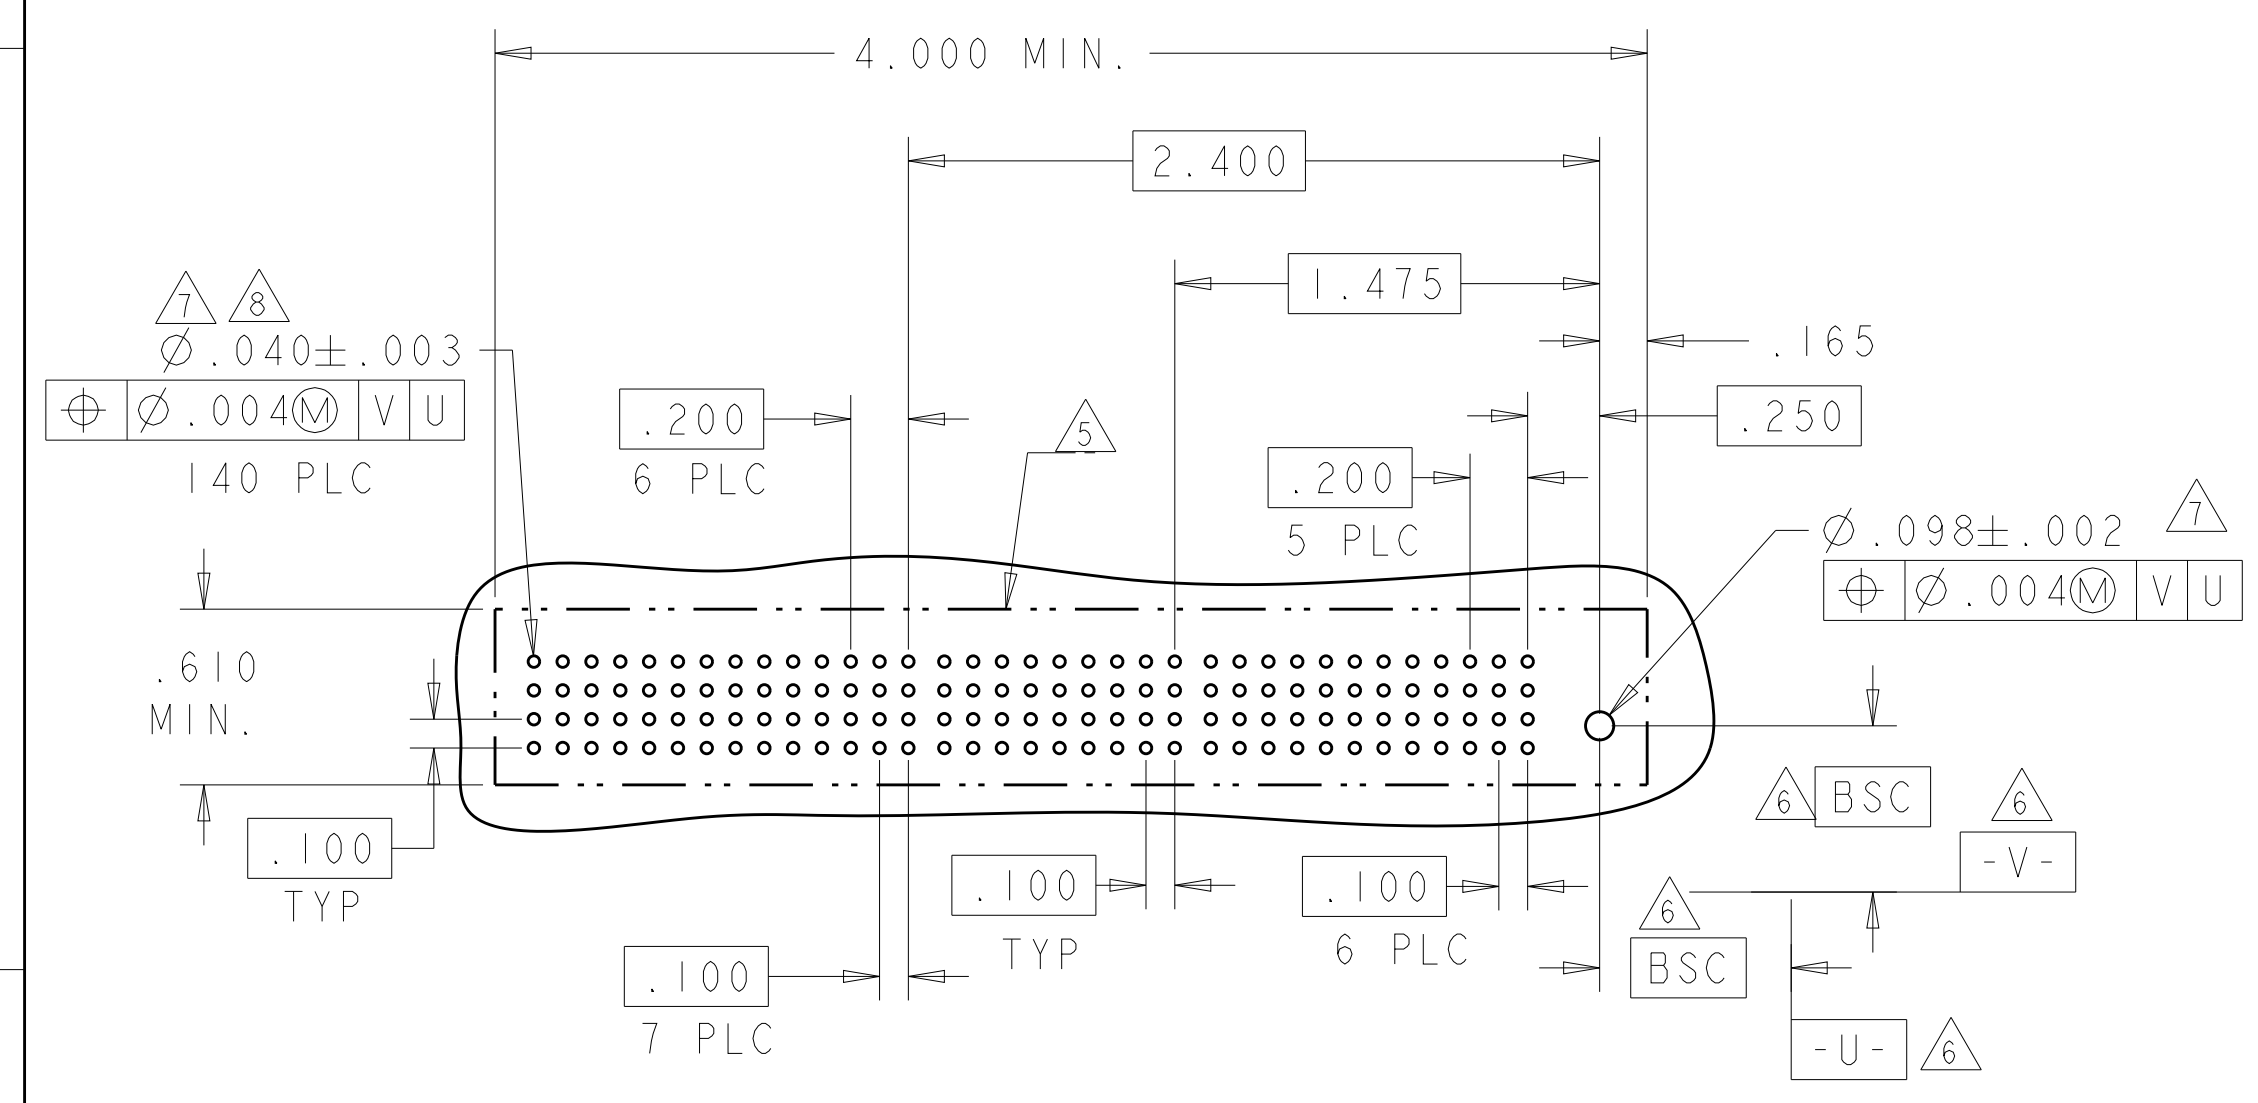 4.000 MIN.
2.400
1.475
.165
7 8
Ø.040±.003
⌖ Ø.004Ⓜ V U
140 PLC
.200
6 PLC
5
.250
.200
5 PLC
7
Ø.098±.002
⌖ Ø.004Ⓜ V U
.610
MIN.
6 BSC
6
-V-
.100
TYP
.100
TYP
.100
6 PLC
6
BSC
.100
7 PLC
-U- 6